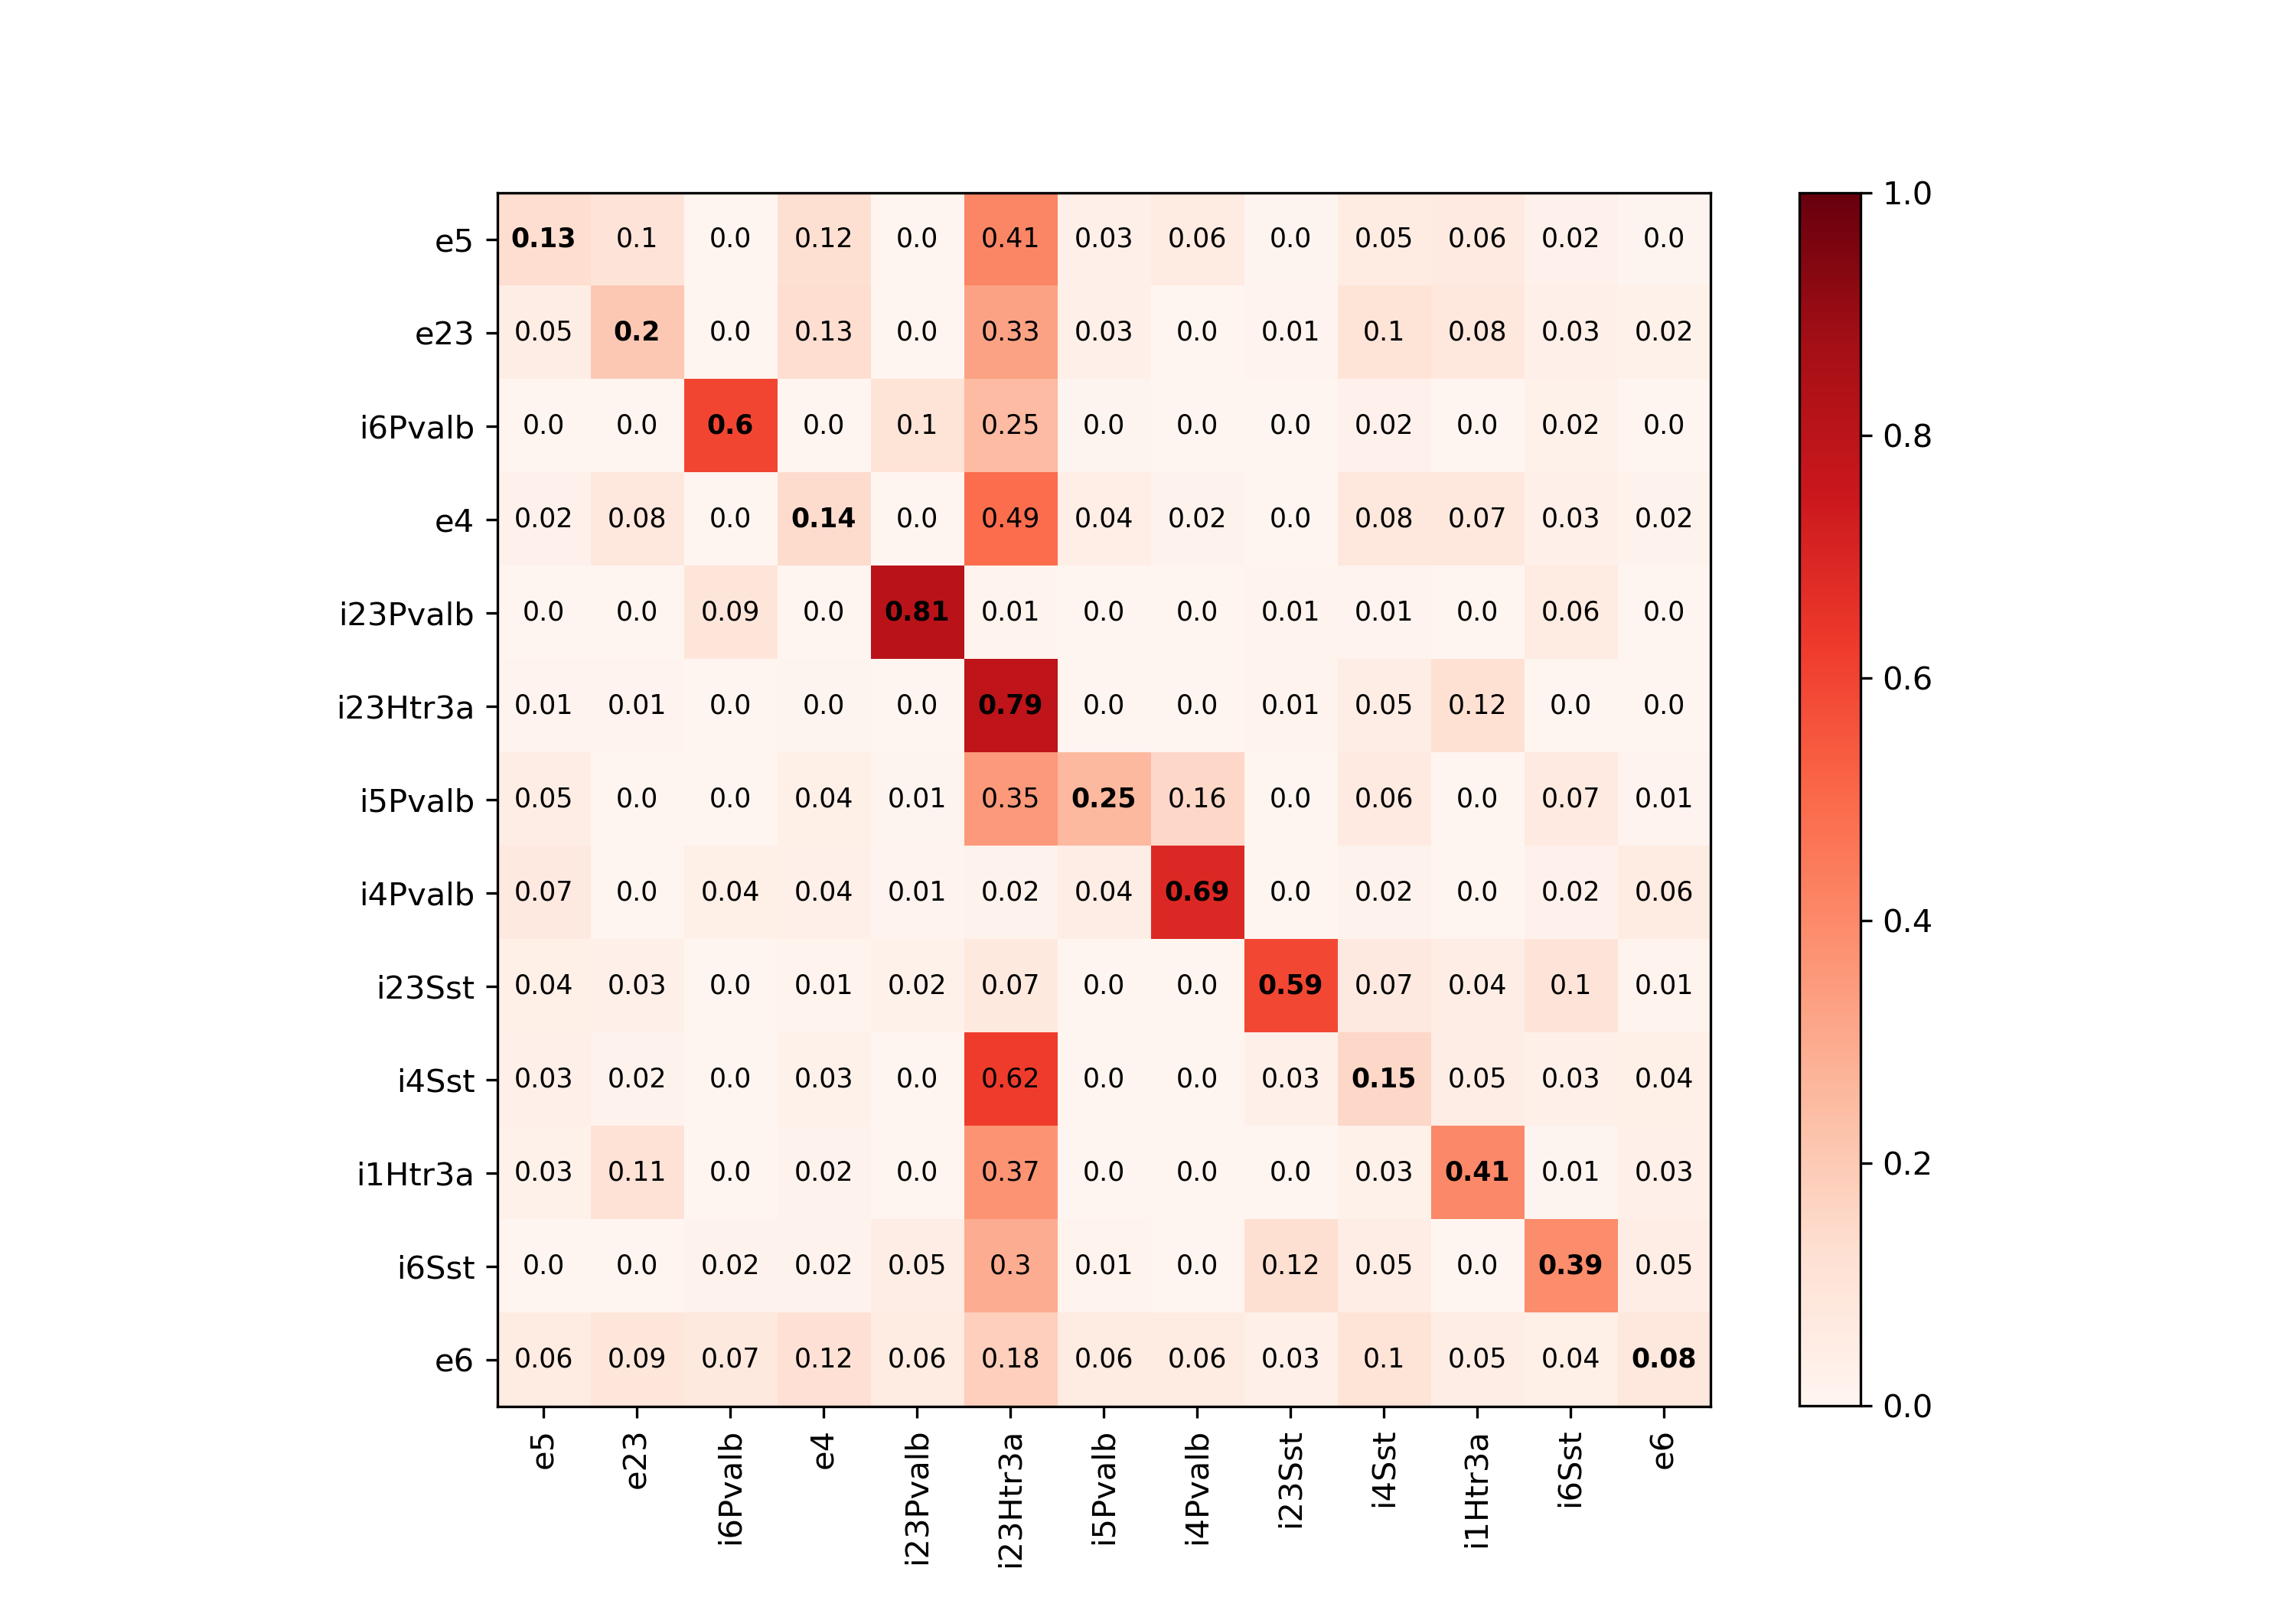 e5 0.13 0.1 0.0 0.12 0.0 0.41 0.03 0.06 0.0 0.05 0.06 0.02 0.0
e23 0.05 0.2 0.0 0.13 0.0 0.33 0.03 0.0 0.01 0.1 0.08 0.03 0.02
i6Pvalb 0.0 0.0 0.6 0.0 0.1 0.25 0.0 0.0 0.0 0.02 0.0 0.02 0.0
e4 0.02 0.08 0.0 0.14 0.0 0.49 0.04 0.02 0.0 0.08 0.07 0.03 0.02
i23Pvalb 0.0 0.0 0.09 0.0 0.81 0.01 0.0 0.0 0.01 0.01 0.0 0.06 0.0
i23Htr3a 0.01 0.01 0.0 0.0 0.0 0.79 0.0 0.0 0.01 0.05 0.12 0.0 0.0
i5Pvalb 0.05 0.0 0.0 0.04 0.01 0.35 0.25 0.16 0.0 0.06 0.0 0.07 0.01
i4Pvalb 0.07 0.0 0.04 0.04 0.01 0.02 0.04 0.69 0.0 0.02 0.0 0.02 0.06
i23Sst 0.04 0.03 0.0 0.01 0.02 0.07 0.0 0.0 0.59 0.07 0.04 0.1 0.01
i4Sst 0.03 0.02 0.0 0.03 0.0 0.62 0.0 0.0 0.03 0.15 0.05 0.03 0.04
i1Htr3a 0.03 0.11 0.0 0.02 0.0 0.37 0.0 0.0 0.0 0.03 0.41 0.01 0.03
i6Sst 0.0 0.0 0.02 0.02 0.05 0.3 0.01 0.0 0.12 0.05 0.0 0.39 0.05
e6 0.06 0.09 0.07 0.12 0.06 0.18 0.06 0.06 0.03 0.1 0.05 0.04 0.08
e5 e23 i6Pvalb e4 i23Pvalb i23Htr3a i5Pvalb i4Pvalb i23Sst i4Sst i1Htr3a i6Sst e6
1.0
0.8
0.6
0.4
0.2
0.0